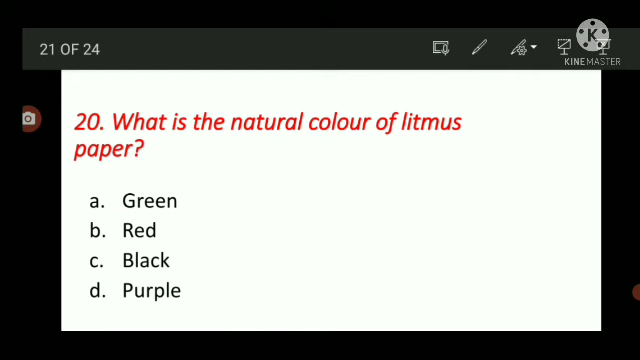 21 OF 24
K
KINEMASTER
20. What is the natural colour of litmus
paper?
a. Green
b. Red
c. Black
d. Purple